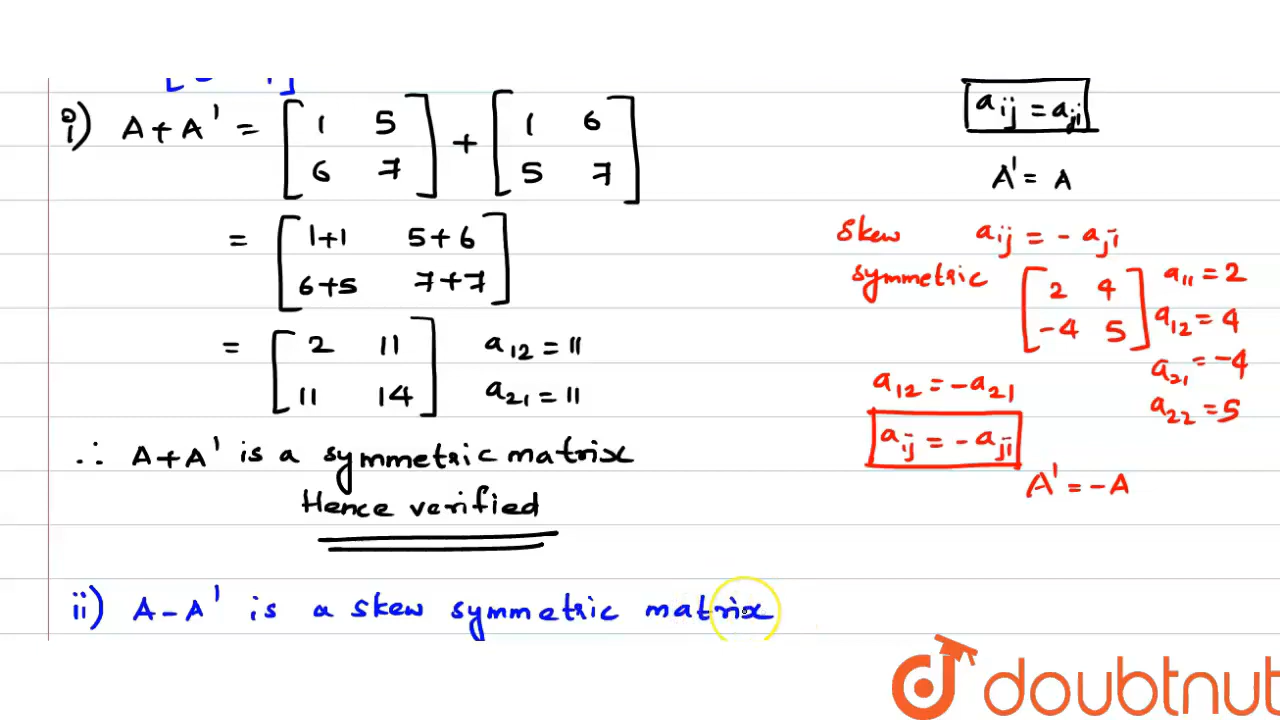 i) A+A' = [ 1 5 ] + [ 1 6 ]
[ 6 7 ] [ 5 7 ]
= [ 1+1 5+6 ]
[ 6+5 7+7 ]
= [ 2 11 ] a12 = 11
[ 11 14 ] a21 = 11
∴ A+A' is a symmetric matrix
Hence verified
ii) A-A' is a skew symmetric matrix
aij = aji
A' = A
Skew aij = -aji
symmetric [ 2 4 ] a11 = 2
[ -4 5 ] a12 = 4
a21 = -4
a12 = -a21
a22 = 5
aij = -aji
A' = -A
doubtnut